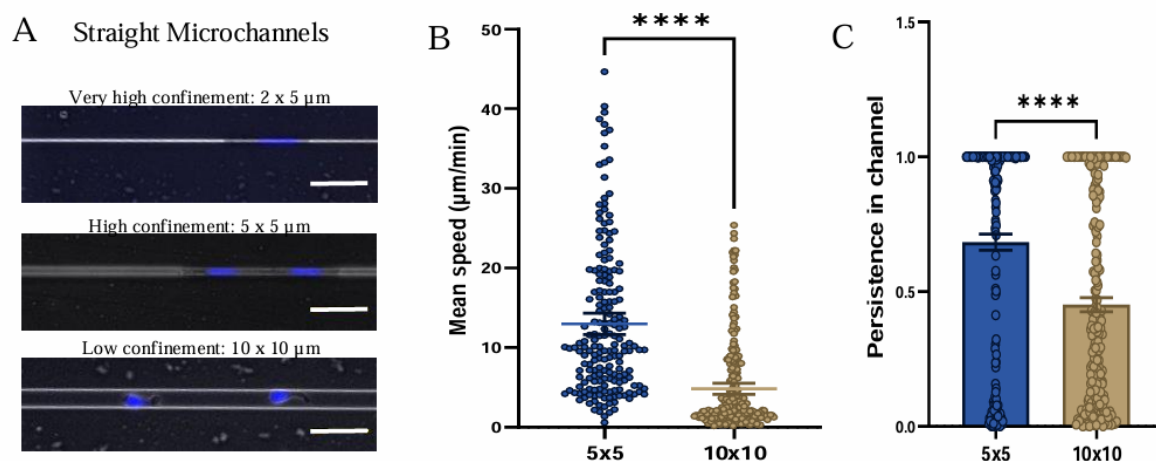 A
Straight Microchannels
Very high confinement: 2 x 5 µm
High confinement: 5 x 5 µm
Low confinement: 10 x 10 µm
B
****
50
40
30
20
10
0
Mean speed (µm/min)
5x5
10x10
C
****
1.5
1.0
0.5
0.0
Persistence in channel
5x5
10x10